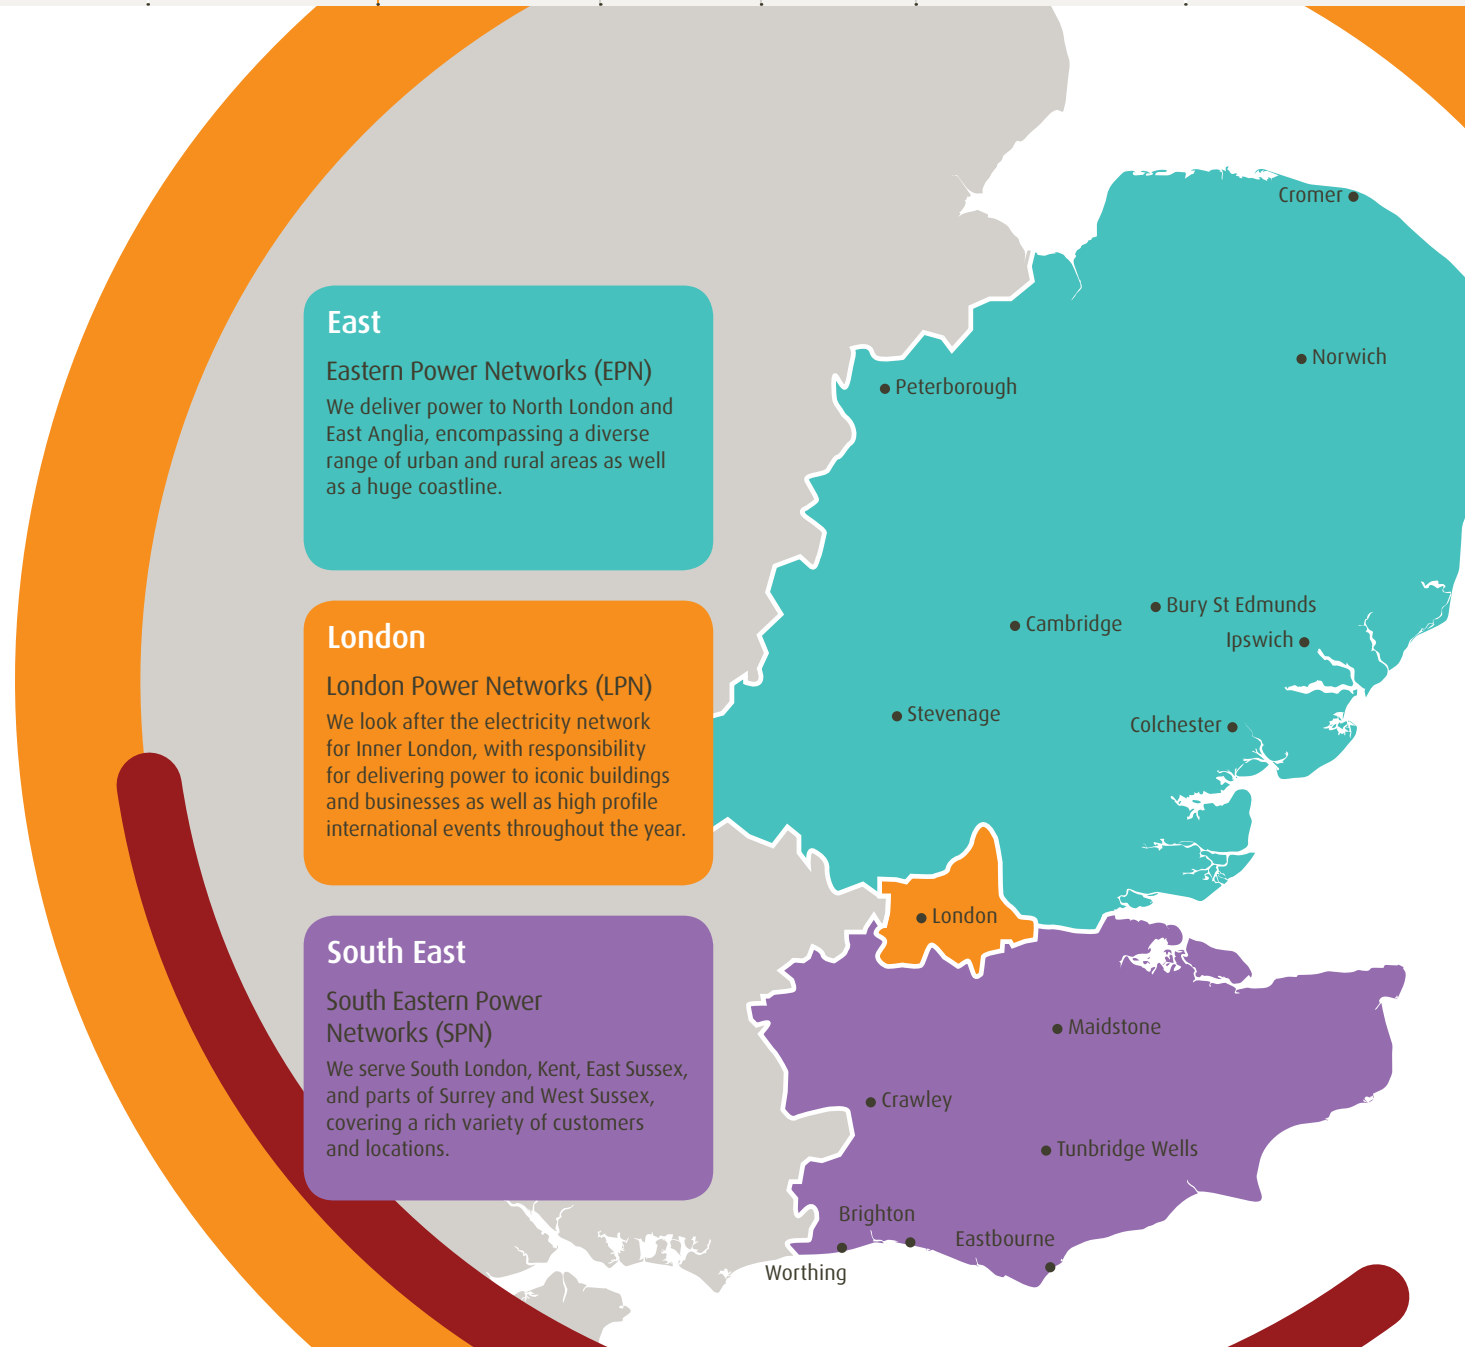 Cromer
Norwich
Peterborough
East
Eastern Power Networks (EPN)
We deliver power to North London and
East Anglia, encompassing a diverse
range of urban and rural areas as well
as a huge coastline.
Bury St Edmunds
Cambridge
Ipswich
Stevenage
Colchester
London
London Power Networks (LPN)
We look after the electricity network
for Inner London, with responsibility
for delivering power to iconic buildings
and businesses as well as high profile
international events throughout the year.
London
South East
South Eastern Power
Networks (SPN)
We serve South London, Kent, East Sussex,
and parts of Surrey and West Sussex,
covering a rich variety of customers
and locations.
Maidstone
Crawley
Tunbridge Wells
Brighton
Eastbourne
Worthing